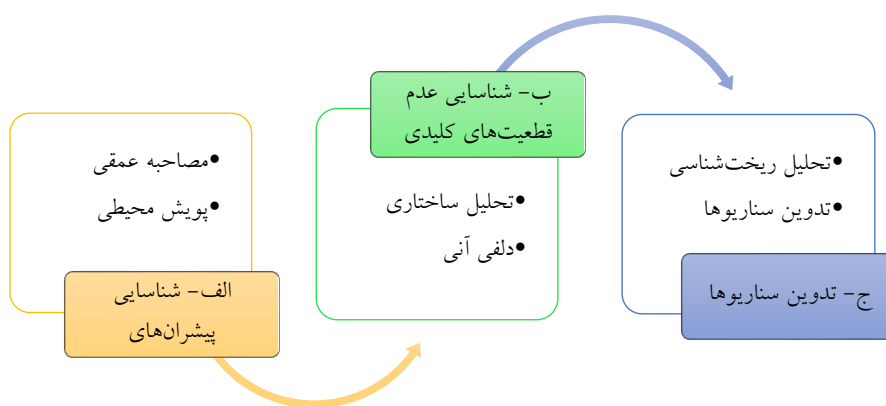 •مصاحبه عمقی
•پویش محیطی
الف- شناسایی
پیشران‌های
ب- شناسایی عدم
قطعیت‌های کلیدی
•تحلیل ساختاری
•دلفی آنی
•تحلیل ریخت‌شناسی
•تدوین سناریوها
ج- تدوین سناریوها